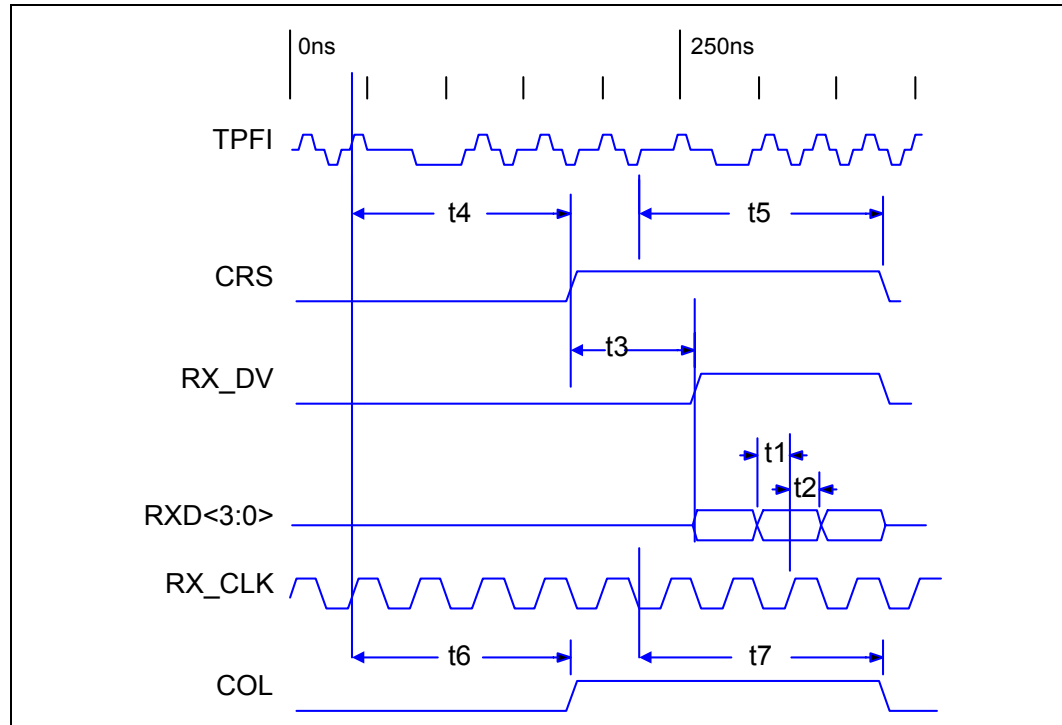 0ns 250ns
TPFI
t4 t5
CRS
t3
RX_DV
t1
t2
RXD<3:0>
RX_CLK
t6 t7
COL